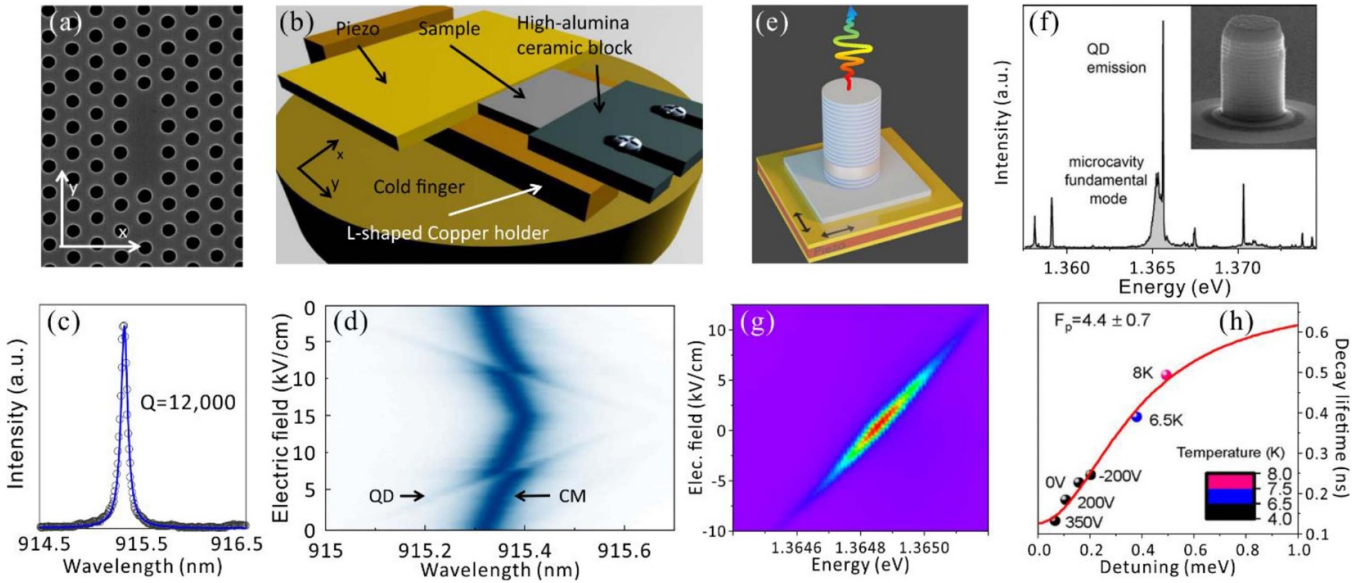 (a)
y
x
(b)
Piezo
Sample
High-alumina
ceramic block
x
y
Cold finger
L-shaped Copper holder
(e)
Piezo
(f)
QD
emission
microcavity
fundamental
mode
Intensity (a.u.)
1.360
1.365
1.370
Energy (eV)
(c)
Q=12,000
Intensity (a.u.)
914.5
915.5
916.5
Wavelength (nm)
(d)
Electric field (kV/cm)
0
5
10
15
10
5
0
QD
CM
915
915.2
915.4
915.6
Wavelength (nm)
(g)
Elec. field (kV/cm)
10
5
0
-5
-10
1.3646
1.3648
1.3650
Energy (eV)
Fp=4.4 ± 0.7
(h)
8K
6.5K
0V
-200V
200V
350V
Temperature (K)
8.0
7.5
6.5
4.0
0.6
0.5
0.4
0.3
0.2
0.1
Decay lifetime (ns)
0.0
0.2
0.4
0.6
0.8
1.0
Detuning (meV)